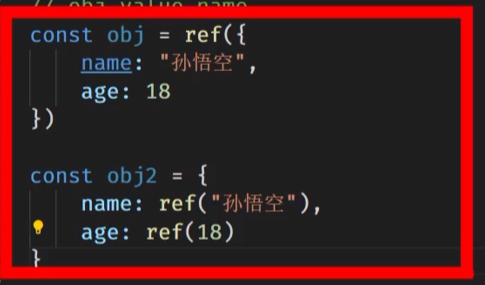 // obj.value.name
const obj = ref({
name: "孙悟空",
age: 18
})
const obj2 = {
name: ref("孙悟空"),
age: ref(18)
}